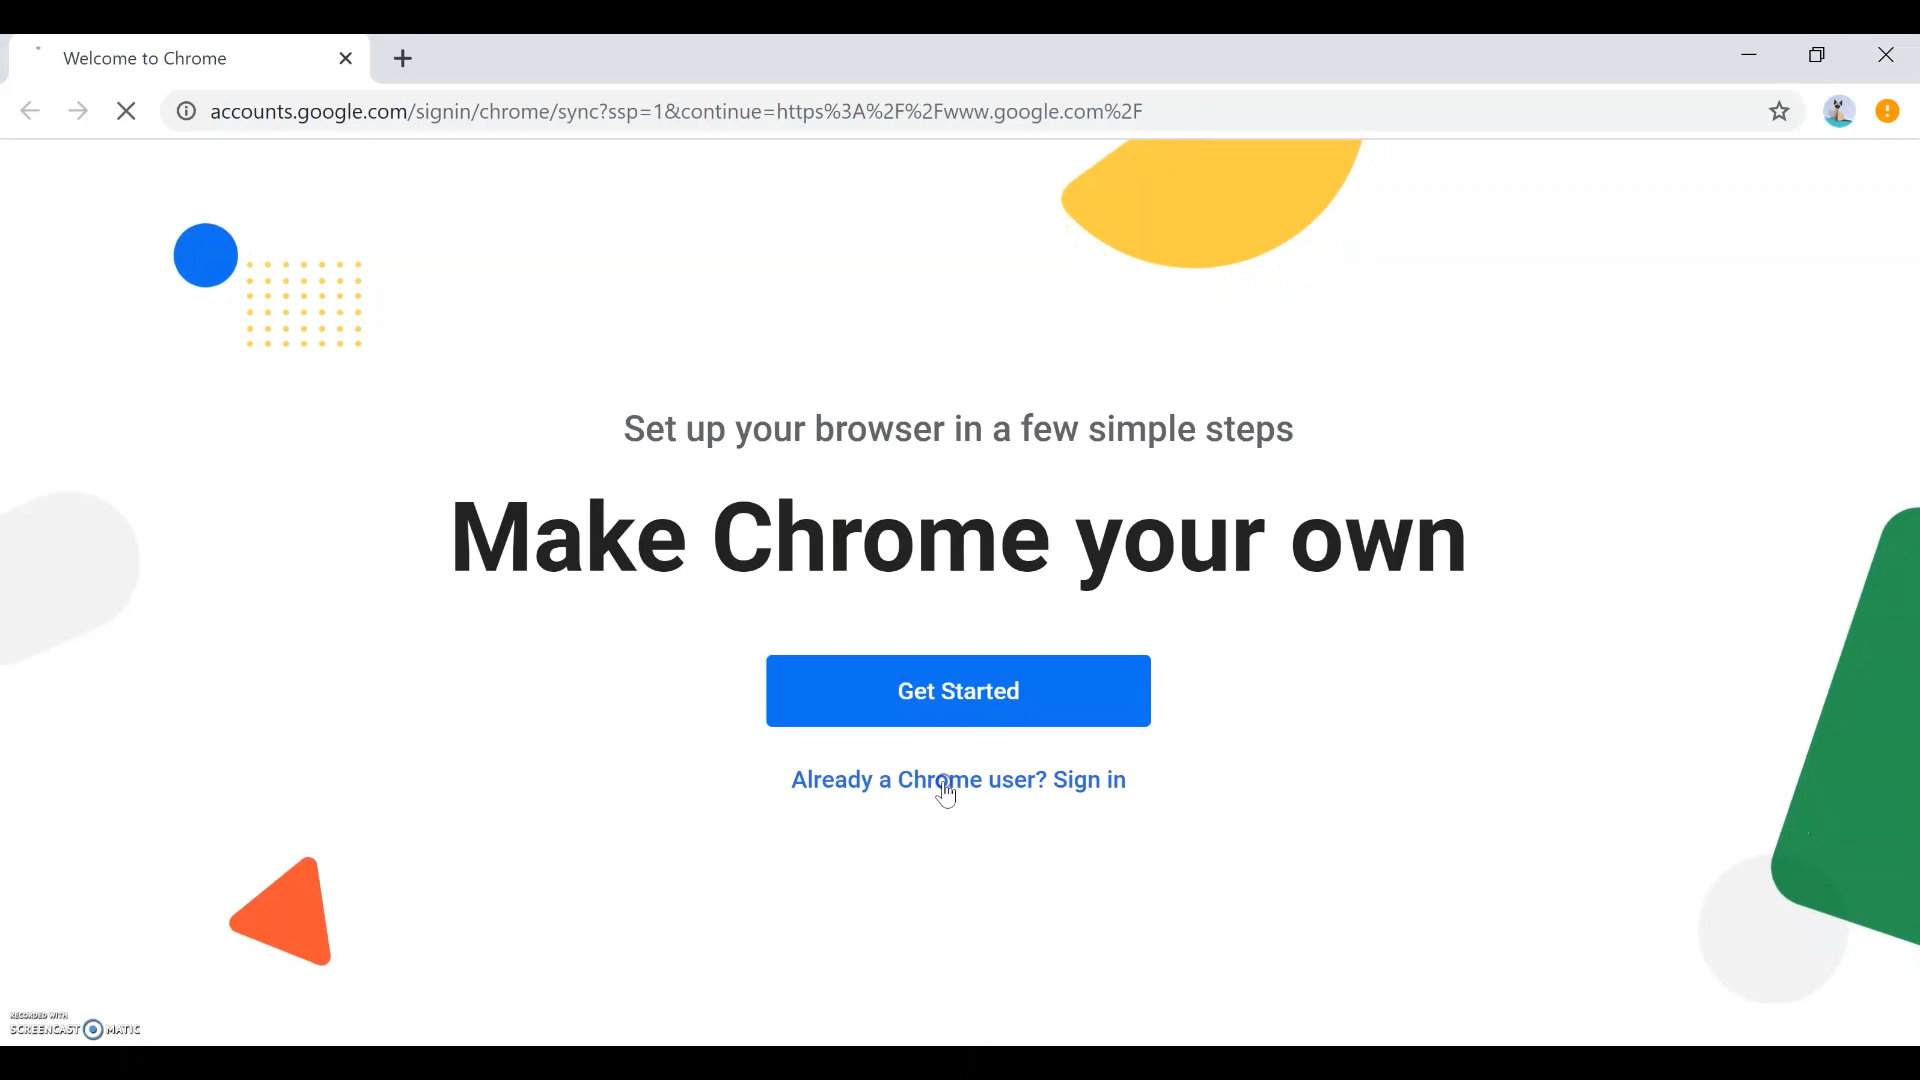 Welcome to Chrome
accounts.google.com/signin/chrome/sync?ssp=1&continue=https%3A%2F%2Fwww.google.com%2F
Set up your browser in a few simple steps
Make Chrome your own
Get Started
Already a Chrome user? Sign in
RECORDED WITH
SCREENCAST MATIC